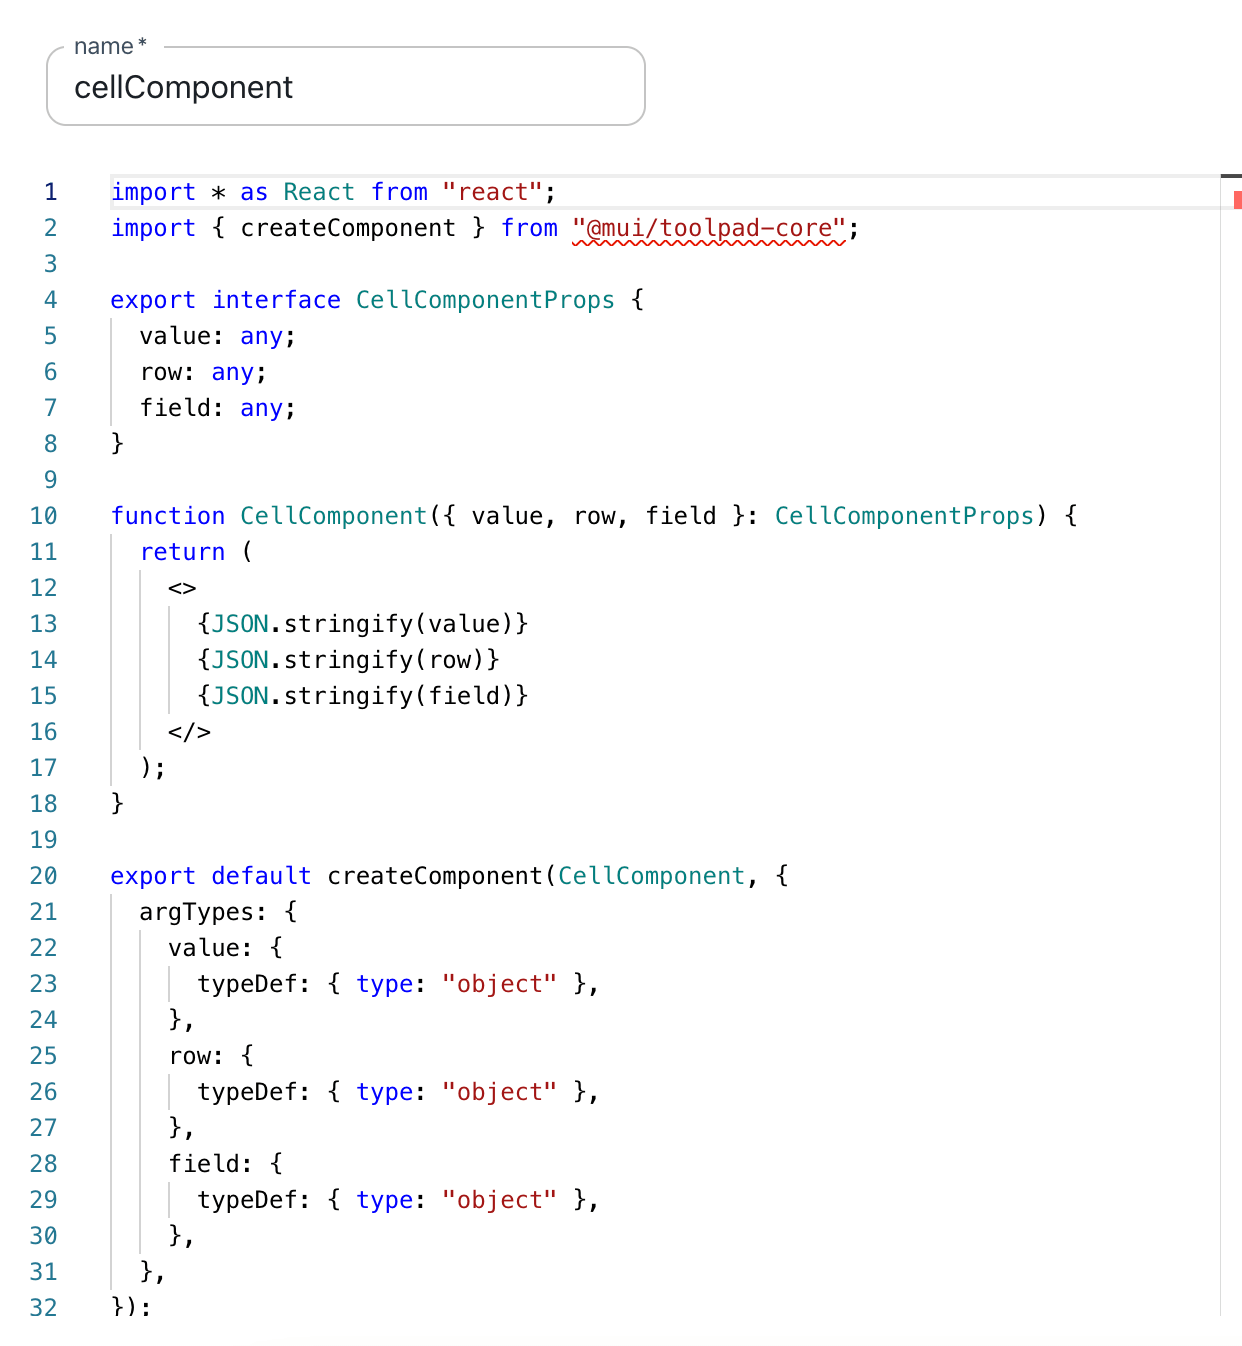 name *
cellComponent
1 import * as React from "react";
2 import { createComponent } from "@mui/toolpad-core";
3
4 export interface CellComponentProps {
5   value: any;
6   row: any;
7   field: any;
8 }
9
10 function CellComponent({ value, row, field }: CellComponentProps) {
11   return (
12     <>
13       {JSON.stringify(value)}
14       {JSON.stringify(row)}
15       {JSON.stringify(field)}
16     </>
17   );
18 }
19
20 export default createComponent(CellComponent, {
21   argTypes: {
22     value: {
23       typeDef: { type: "object" },
24     },
25     row: {
26       typeDef: { type: "object" },
27     },
28     field: {
29       typeDef: { type: "object" },
30     },
31   },
32 });